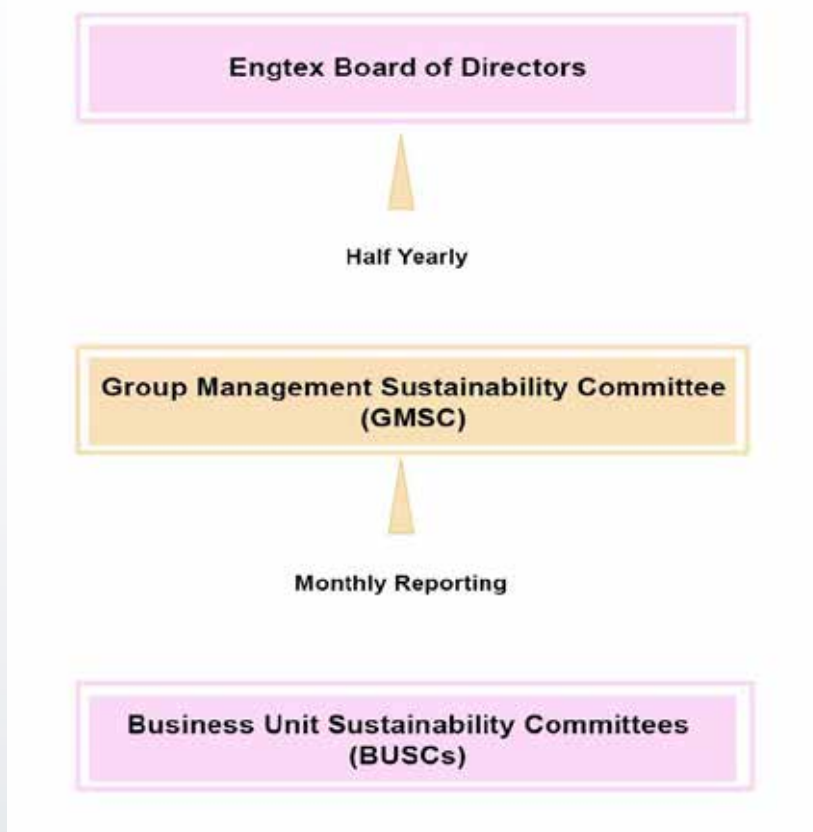 Engtex Board of Directors
Half Yearly
Group Management Sustainability Committee
(GMSC)
Monthly Reporting
Business Unit Sustainability Committees
(BUSCs)